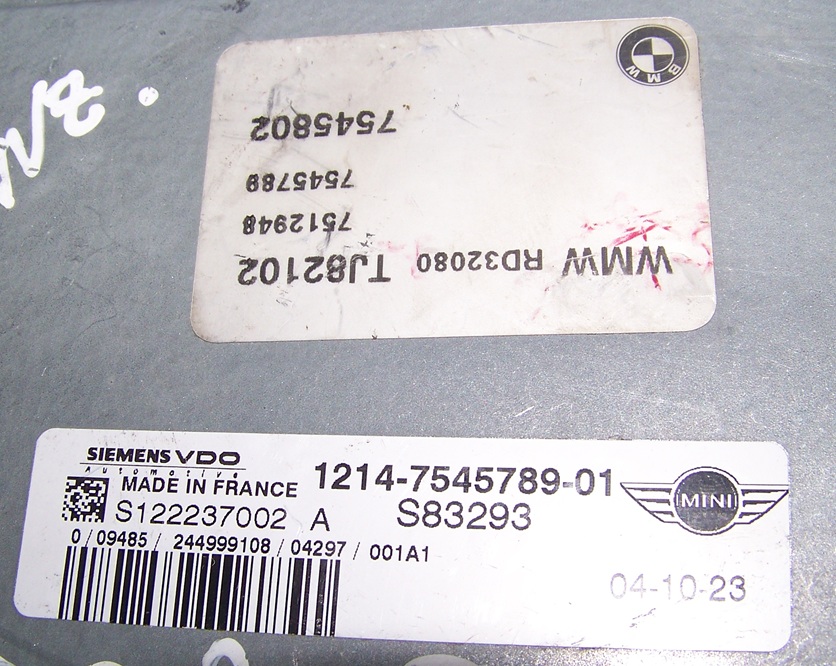 BMW
7545802
7545789
7512948
WMW RD32080 TJ82102
SIEMENS VDO
Automotive
MADE IN FRANCE
1214-7545789-01
S122237002 A S83293
MINI
0/09485/244999108/04297/001A1
04-10-23